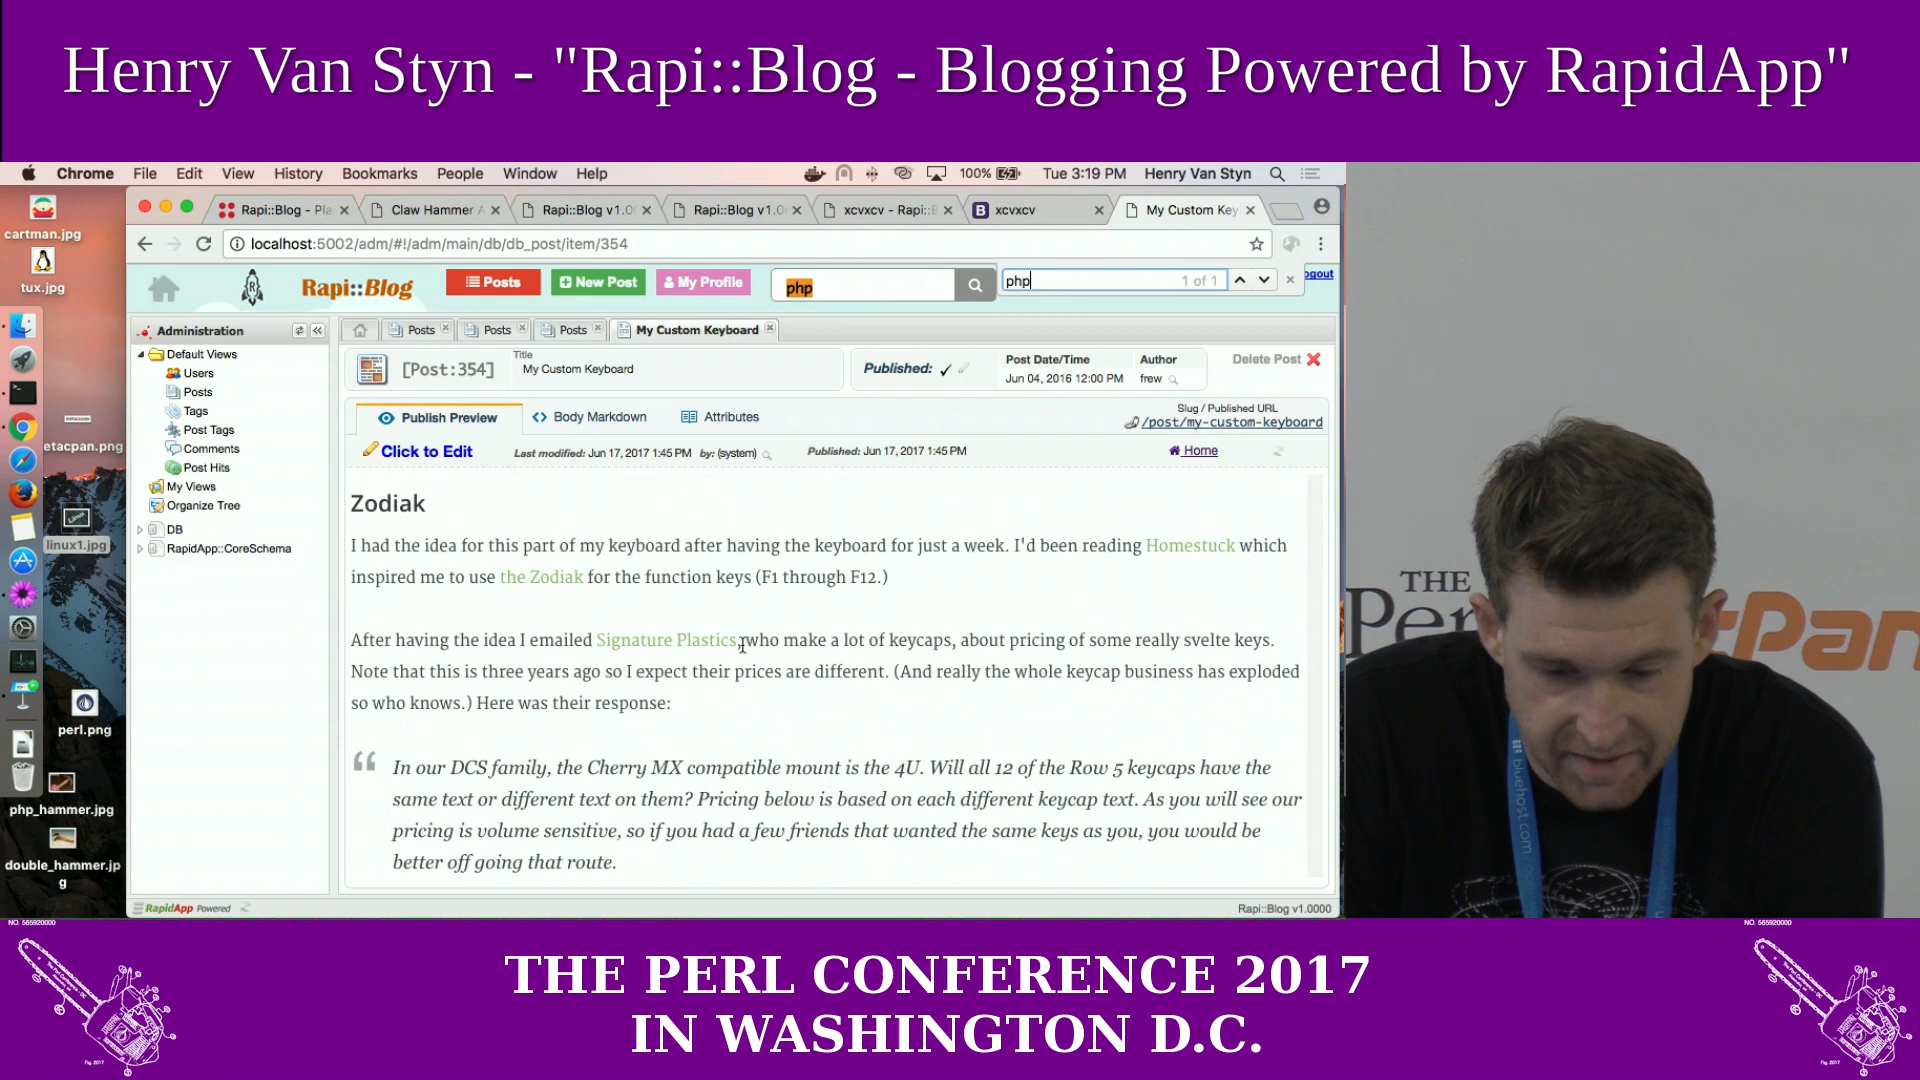 Henry Van Styn - "Rapi::Blog - Blogging Powered by RapidApp"
Chrome File Edit View History Bookmarks People Window Help 100% Tue 3:19 PM Henry Van Styn
Rapi::Blog - Pla Claw Hammer A Rapi::Blog v1.0 Rapi::Blog v1.0 xcvxcv - Rapi::B xcvxcv My Custom Key
localhost:5002/adm/#!/adm/main/db/db_post/item/354
Rapi::Blog Posts New Post My Profile php php 1 of 1 ogout
Administration
Default Views
Users
Posts
Tags
Post Tags
Comments
Post Hits
My Views
Organize Tree
DB
RapidApp::CoreSchema
Posts Posts Posts My Custom Keyboard
[Post:354] Title My Custom Keyboard
Published: Post Date/Time Jun 04, 2016 12:00 PM Author frew Delete Post
Publish Preview Body Markdown Attributes Slug / Published URL
/post/my-custom-keyboard
Click to Edit Last modified: Jun 17, 2017 1:45 PM by: (system) Published: Jun 17, 2017 1:45 PM Home
Zodiak
I had the idea for this part of my keyboard after having the keyboard for just a week. I'd been reading Homestuck which
inspired me to use the Zodiak for the function keys (F1 through F12.)
After having the idea I emailed Signature Plastics, who make a lot of keycaps, about pricing of some really svelte keys.
Note that this is three years ago so I expect their prices are different. (And really the whole keycap business has exploded
so who knows.) Here was their response:
“ In our DCS family, the Cherry MX compatible mount is the 4U. Will all 12 of the Row 5 keycaps have the
same text or different text on them? Pricing below is based on each different keycap text. As you will see our
pricing is volume sensitive, so if you had a few friends that wanted the same keys as you, you would be
better off going that route.
RapidApp Powered Rapi::Blog v1.0000
cartman.jpg
tux.jpg
etacpan.png
linux1.jpg
perl.png
php_hammer.jpg
double_hammer.jp
g
THE
Per
cPan
bluehost.com
NO. 565920000
NO. 565920000
THE PERL CONFERENCE 2017
IN WASHINGTON D.C.
Fig. 2017
Fig. 2017